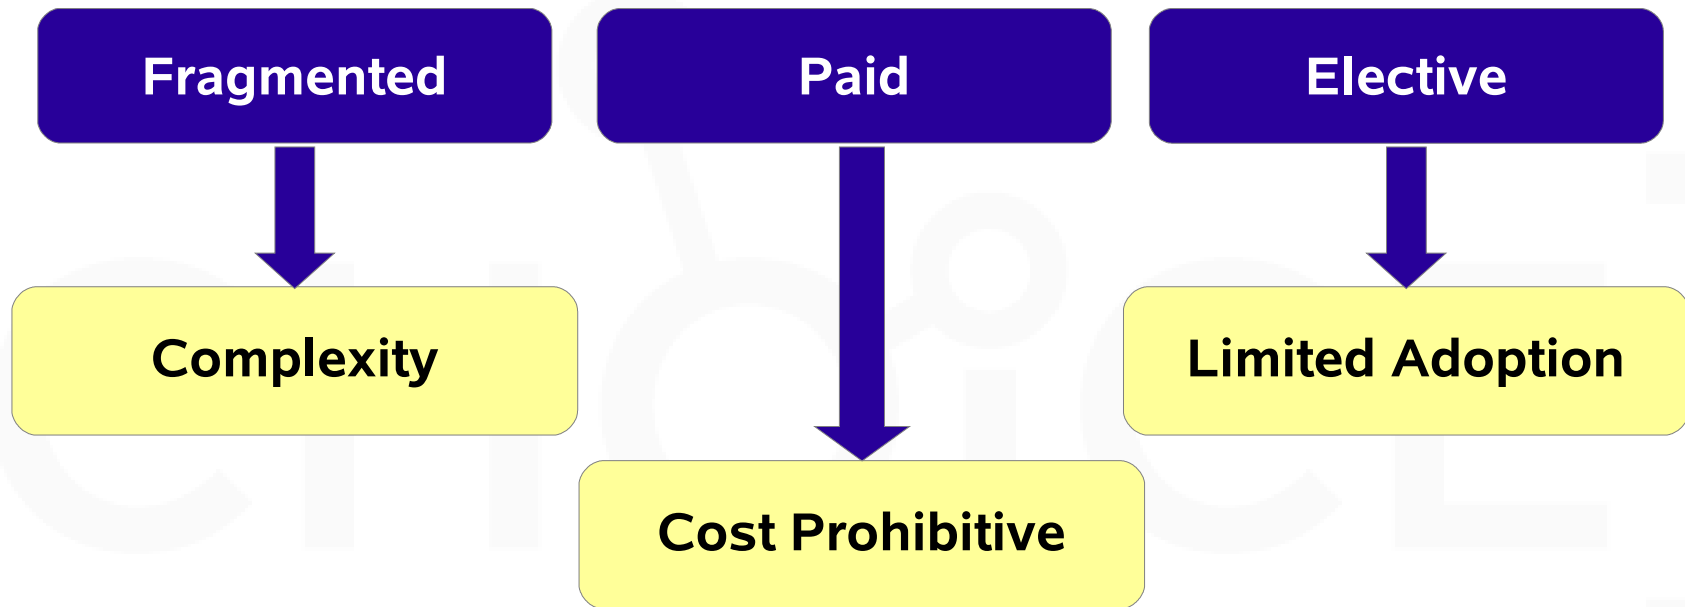 Fragmented
Paid
Elective
Complexity
Limited Adoption
Cost Prohibitive